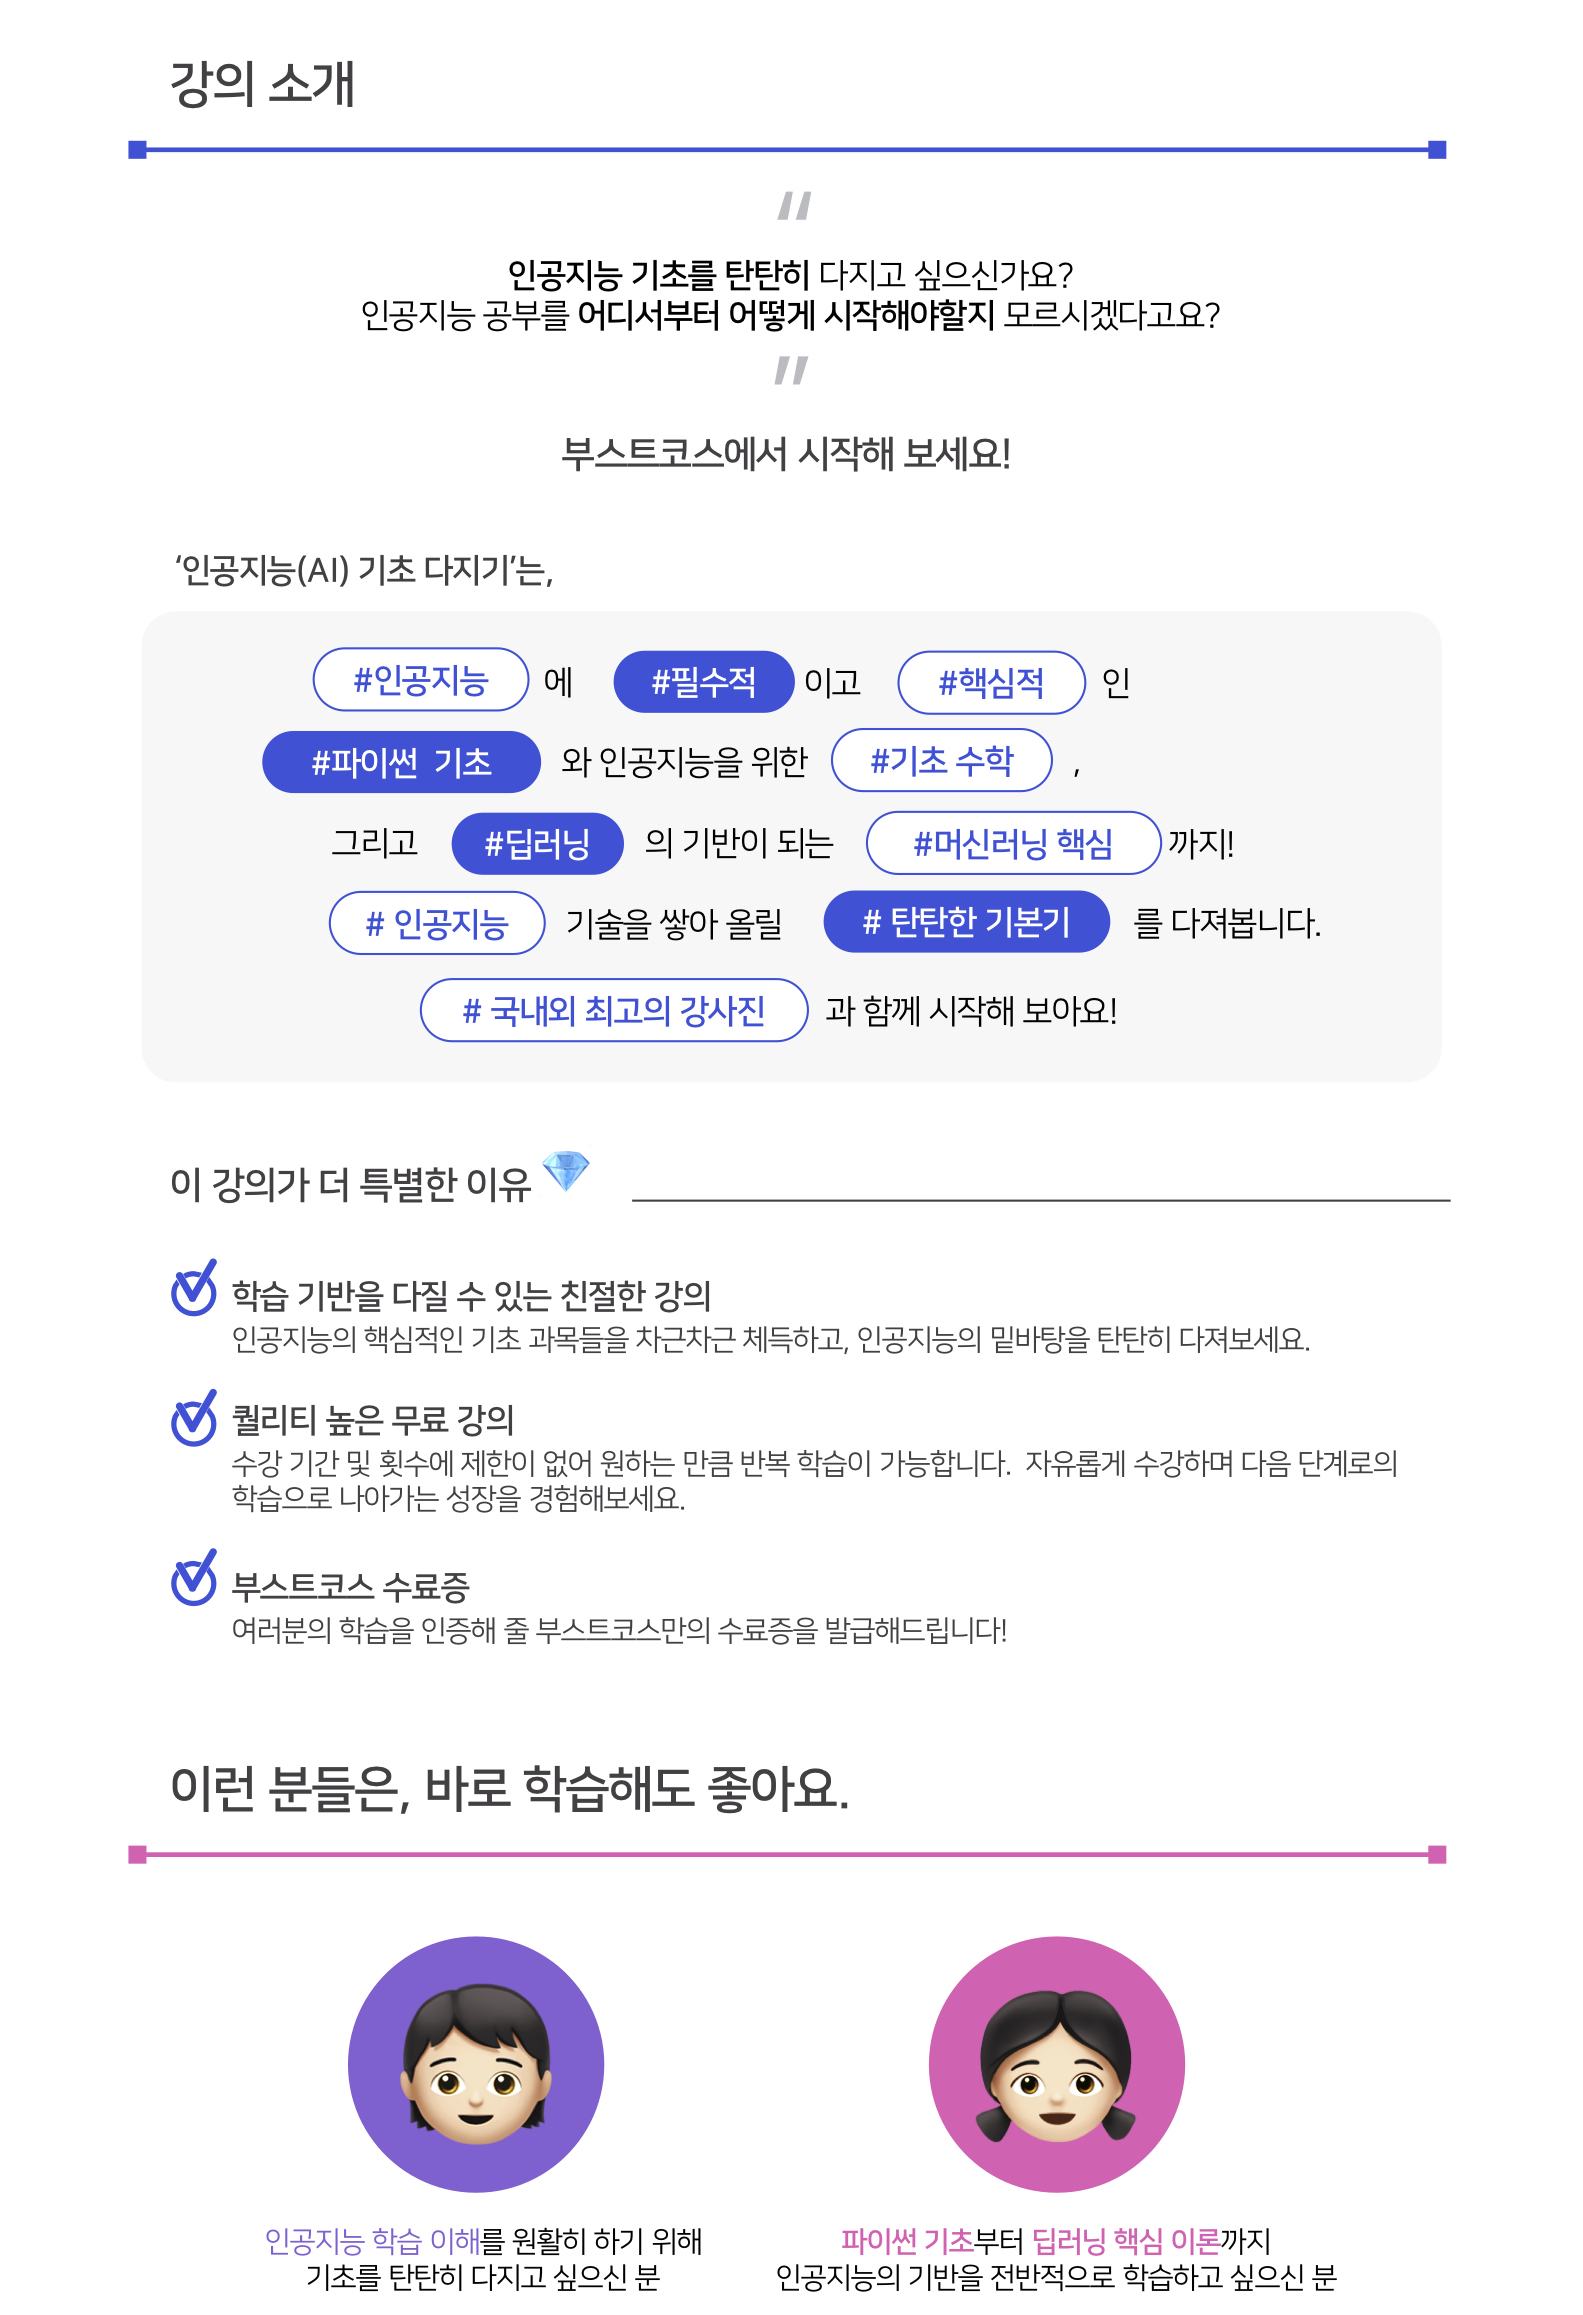 강의 소개
“
인공지능 기초를 탄탄히 다지고 싶으신가요?
인공지능 공부를 어디서부터 어떻게 시작해야할지 모르시겠다고요?
”
부스트코스에서 시작해 보세요!
‘인공지능(AI) 기초 다지기’는,
#인공지능 에 #필수적 이고 #핵심적 인
#파이썬 기초 와 인공지능을 위한 #기초 수학 ,
그리고 #딥러닝 의 기반이 되는 #머신러닝 핵심 까지!
# 인공지능 기술을 쌓아 올릴 # 탄탄한 기본기 를 다져봅니다.
# 국내외 최고의 강사진 과 함께 시작해 보아요!
이 강의가 더 특별한 이유
학습 기반을 다질 수 있는 친절한 강의
인공지능의 핵심적인 기초 과목들을 차근차근 체득하고, 인공지능의 밑바탕을 탄탄히 다져보세요.
퀄리티 높은 무료 강의
수강 기간 및 횟수에 제한이 없어 원하는 만큼 반복 학습이 가능합니다. 자유롭게 수강하며 다음 단계로의
학습으로 나아가는 성장을 경험해보세요.
부스트코스 수료증
여러분의 학습을 인증해 줄 부스트코스만의 수료증을 발급해드립니다!
이런 분들은, 바로 학습해도 좋아요.
인공지능 학습 이해를 원활히 하기 위해
기초를 탄탄히 다지고 싶으신 분
파이썬 기초부터 딥러닝 핵심 이론까지
인공지능의 기반을 전반적으로 학습하고 싶으신 분